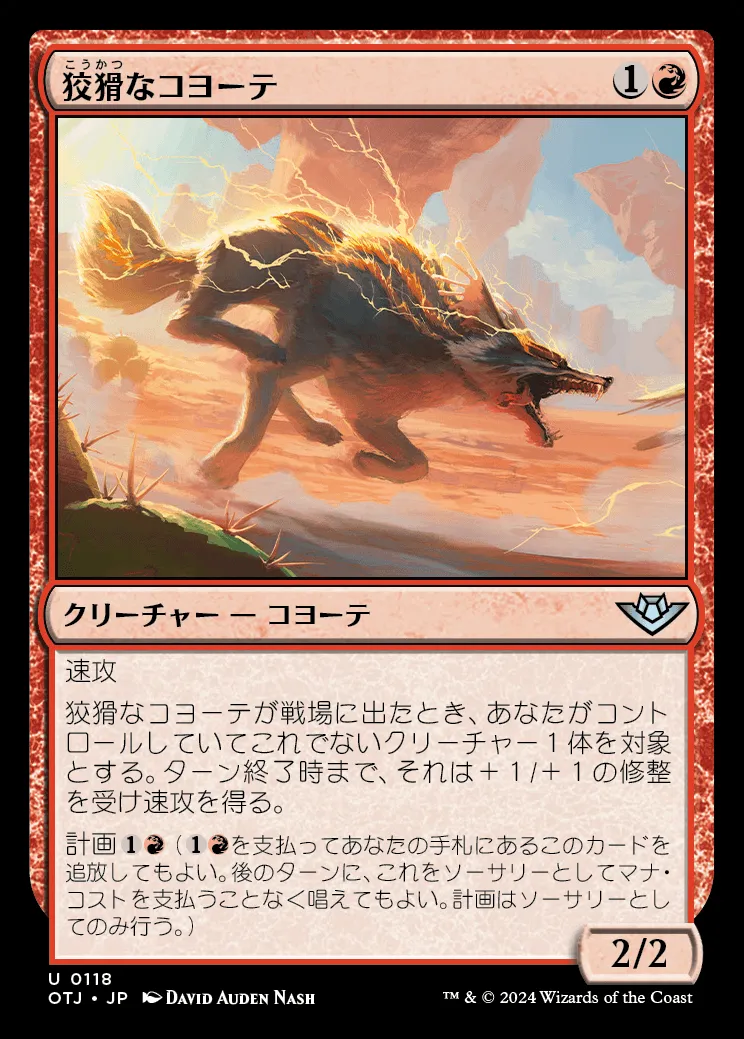 こうかつ
狡猾なコヨーテ 1
クリーチャー — コヨーテ
速攻
狡猾なコヨーテが戦場に出たとき、あなたがコント
ロールしていてこれでないクリーチャー１体を対象
とする。ターン終了時まで、それは＋１/＋１の修整
を受け速攻を得る。
計画 1 （1 を支払ってあなたの手札にあるこのカードを
追放してもよい。後のターンに、これをソーサリーとしてマナ・
コストを支払うことなく唱えてもよい。計画はソーサリーとし
てのみ行う。）
2/2
U 0118
OTJ • JP DAVID AUDEN NASH
™ & © 2024 Wizards of the Coast